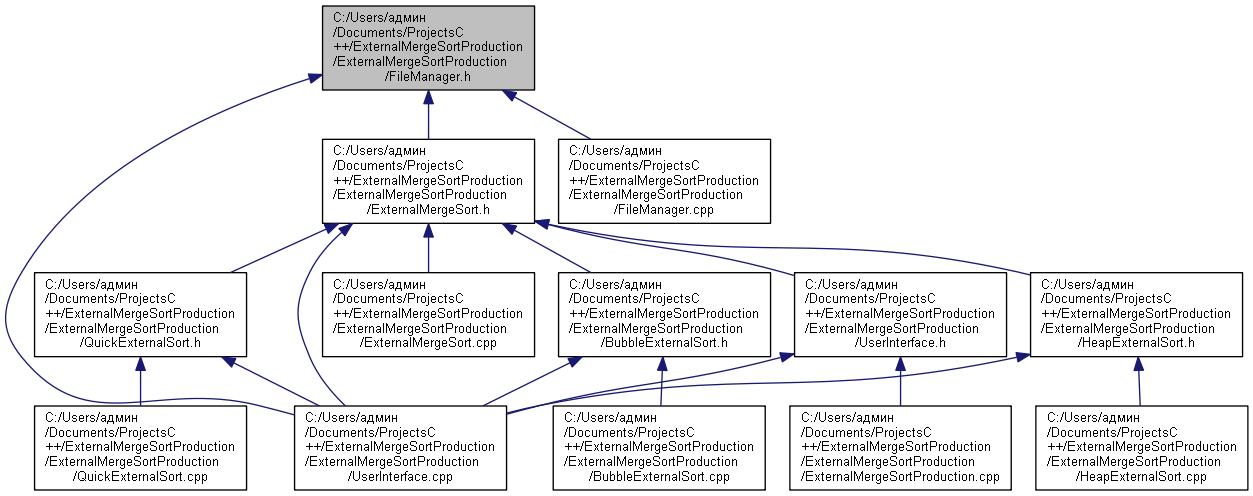 C:/Users/админ
/Documents/ProjectsC
++/ExternalMergeSortProduction
/ExternalMergeSortProduction
/FileManager.h
C:/Users/админ
/Documents/ProjectsC
++/ExternalMergeSortProduction
/ExternalMergeSortProduction
/ExternalMergeSort.h
C:/Users/админ
/Documents/ProjectsC
++/ExternalMergeSortProduction
/ExternalMergeSortProduction
/FileManager.cpp
C:/Users/админ
/Documents/ProjectsC
++/ExternalMergeSortProduction
/ExternalMergeSortProduction
/QuickExternalSort.h
C:/Users/админ
/Documents/ProjectsC
++/ExternalMergeSortProduction
/ExternalMergeSortProduction
/ExternalMergeSort.cpp
C:/Users/админ
/Documents/ProjectsC
++/ExternalMergeSortProduction
/ExternalMergeSortProduction
/BubbleExternalSort.h
C:/Users/админ
/Documents/ProjectsC
++/ExternalMergeSortProduction
/ExternalMergeSortProduction
/UserInterface.h
C:/Users/админ
/Documents/ProjectsC
++/ExternalMergeSortProduction
/ExternalMergeSortProduction
/HeapExternalSort.h
C:/Users/админ
/Documents/ProjectsC
++/ExternalMergeSortProduction
/ExternalMergeSortProduction
/QuickExternalSort.cpp
C:/Users/админ
/Documents/ProjectsC
++/ExternalMergeSortProduction
/ExternalMergeSortProduction
/UserInterface.cpp
C:/Users/админ
/Documents/ProjectsC
++/ExternalMergeSortProduction
/ExternalMergeSortProduction
/BubbleExternalSort.cpp
C:/Users/админ
/Documents/ProjectsC
++/ExternalMergeSortProduction
/ExternalMergeSortProduction
/ExternalMergeSortProduction.cpp
C:/Users/админ
/Documents/ProjectsC
++/ExternalMergeSortProduction
/ExternalMergeSortProduction
/HeapExternalSort.cpp